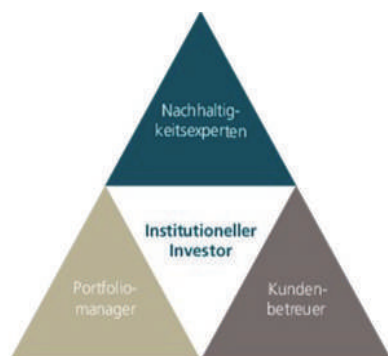 Nachhaltig-
keitsexperten
Institutioneller
Investor
Portfolio-
manager
Kunden-
betreuer